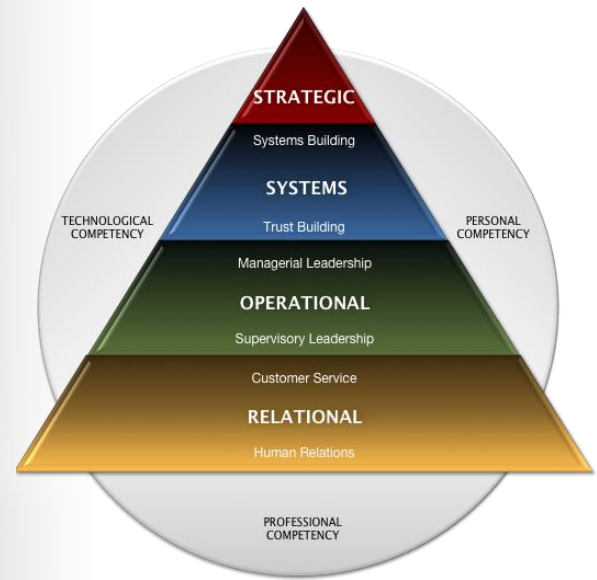 STRATEGIC
Systems Building
SYSTEMS
TECHNOLOGICAL
COMPETENCY
PERSONAL
COMPETENCY
Trust Building
Managerial Leadership
OPERATIONAL
Supervisory Leadership
Customer Service
RELATIONAL
Human Relations
PROFESSIONAL
COMPETENCY